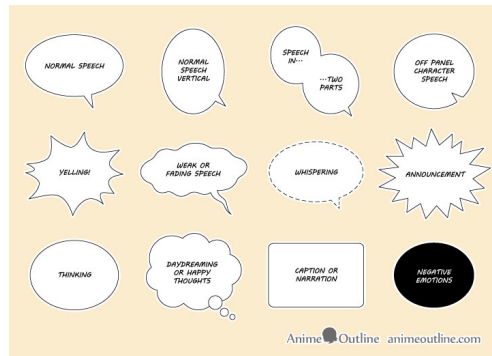 NORMAL SPEECH
NORMAL
SPEECH
VERTICAL
SPEECH
IN...
...TWO
PARTS
OFF PANEL
CHARACTER
SPEECH
YELLING!
WEAK OR
FADING SPEECH
WHISPERING
ANNOUNCEMENT
THINKING
DAYDREAMING
OR HAPPY
THOUGHTS
CAPTION OR
NARRATION
NEGATIVE
EMOTIONS
Anime Outline animeoutline.com